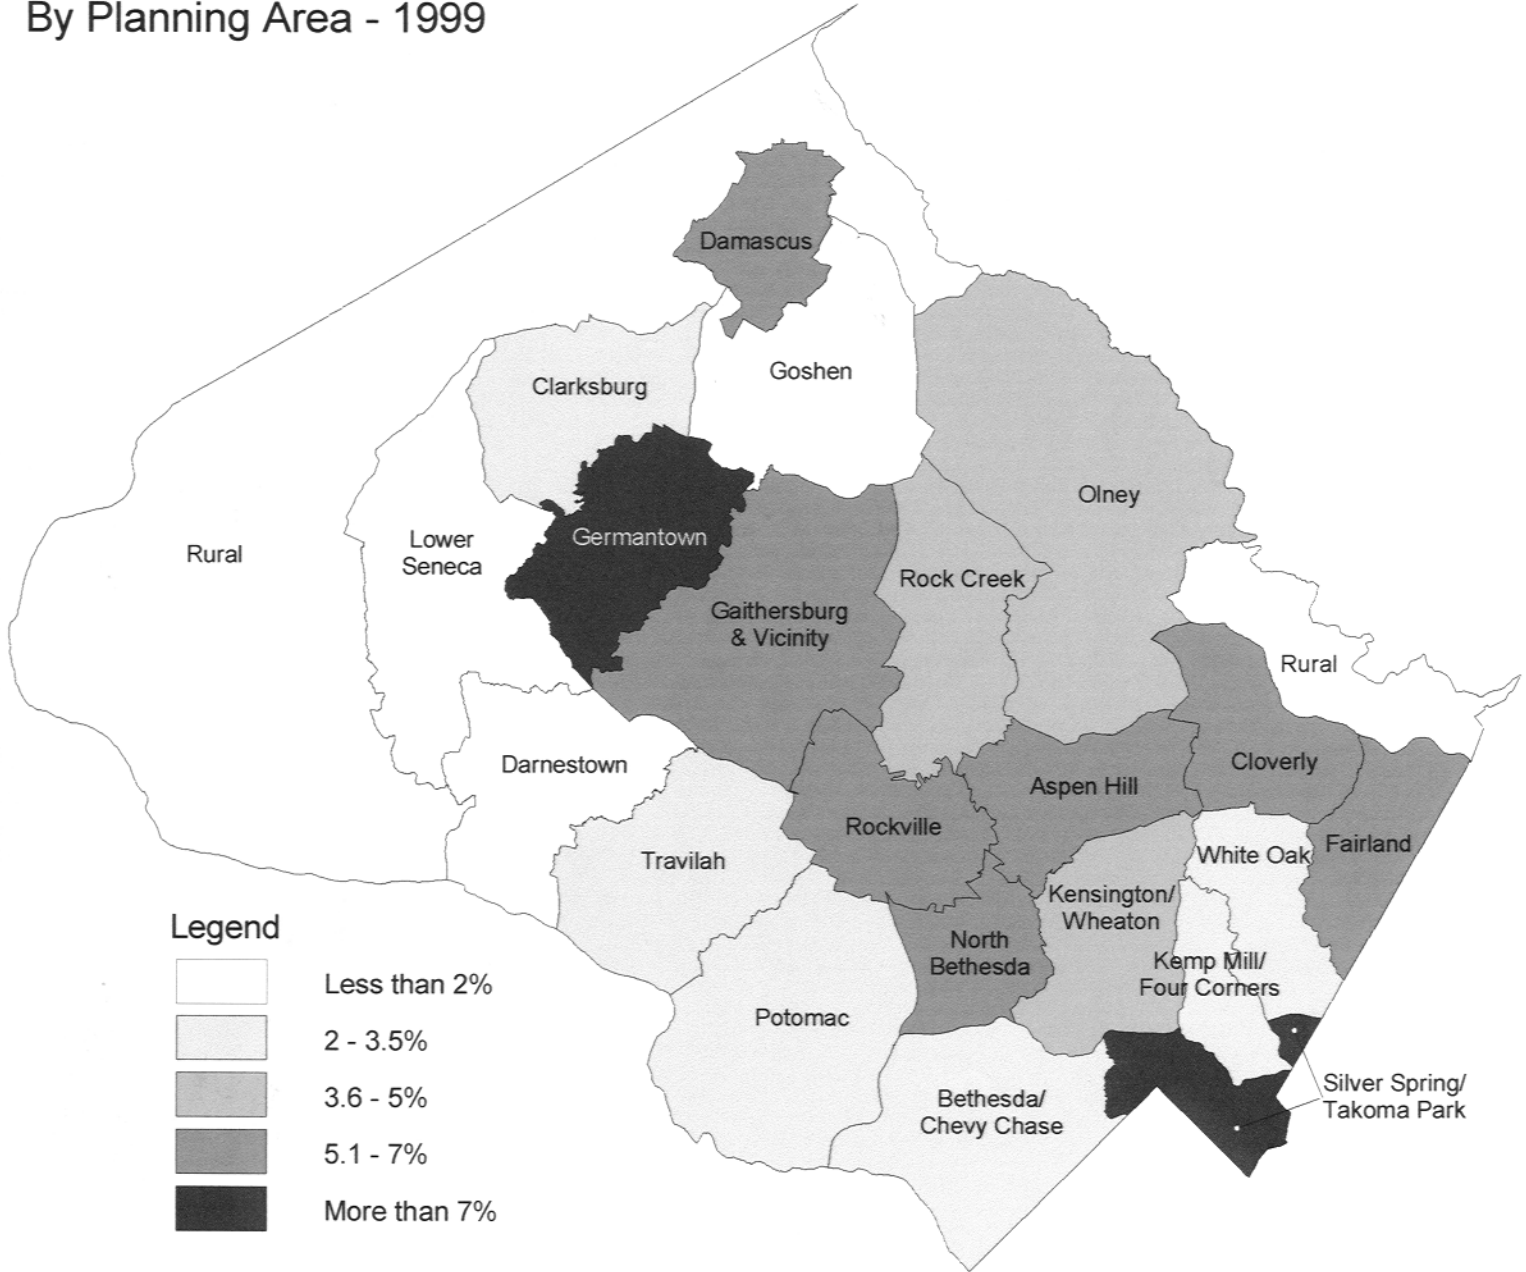 By Planning Area - 1999
Damascus
Goshen
Clarksburg
Olney
Germantown
Lower
Seneca
Rural
Rock Creek
Gaithersburg
& Vicinity
Rural
Darnestown
Cloverly
Aspen Hill
Rockville
Fairland
White Oak
Travilah
Kensington/
Wheaton
North
Bethesda
Kemp Mill/
Four Corners
Potomac
Silver Spring/
Takoma Park
Bethesda/
Chevy Chase
Legend
Less than 2%
2 - 3.5%
3.6 - 5%
5.1 - 7%
More than 7%